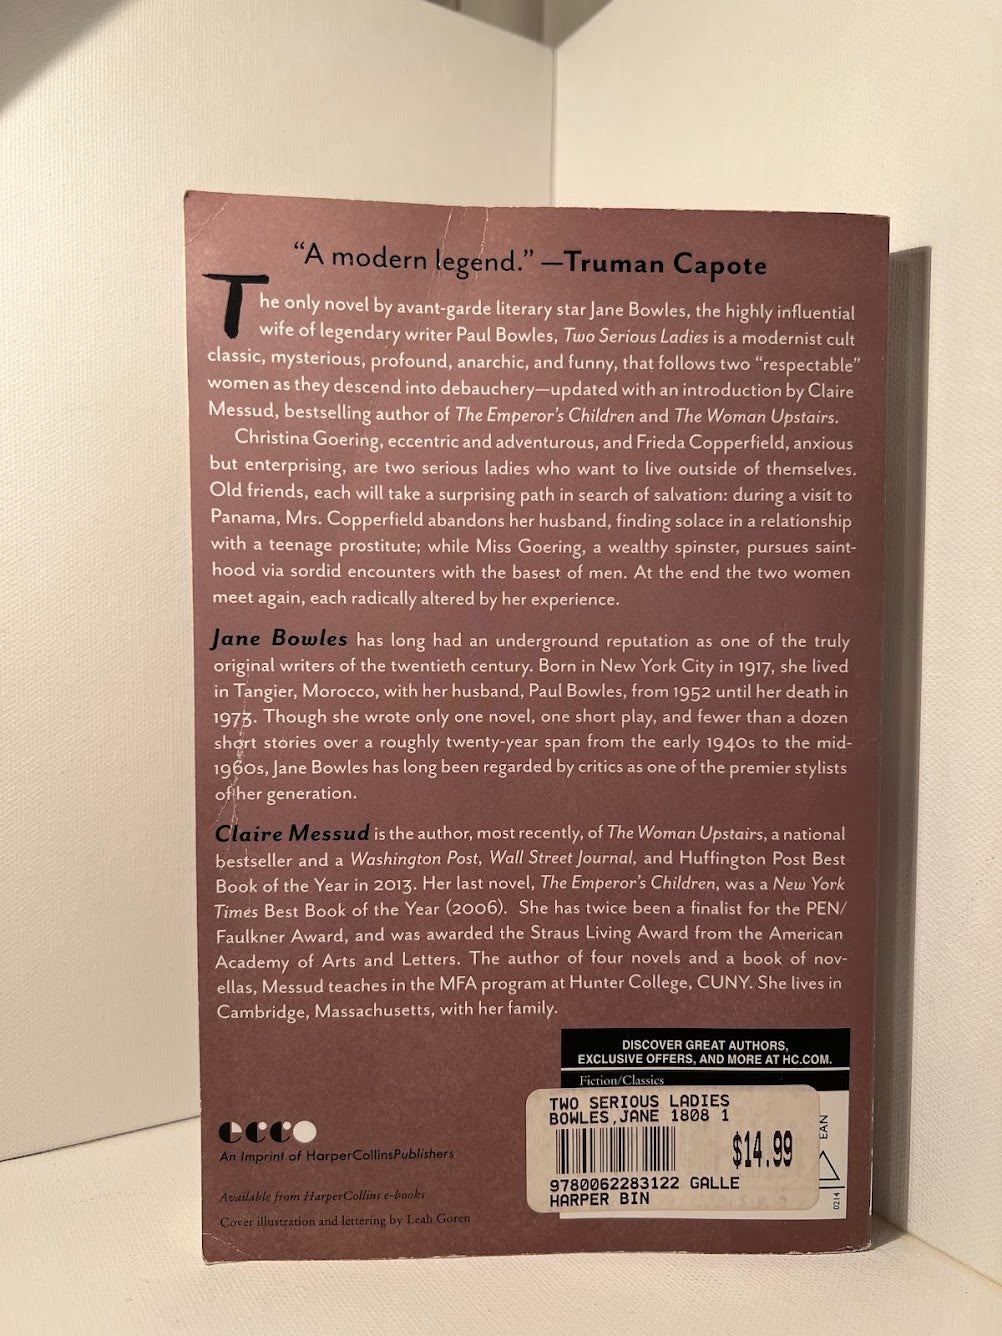 “A modern legend.” —Truman Capote
The only novel by avant-garde literary star Jane Bowles, the highly influential
wife of legendary writer Paul Bowles, Two Serious Ladies is a modernist cult
classic, mysterious, profound, anarchic, and funny, that follows two “respectable”
women as they descend into debauchery—updated with an introduction by Claire
Messud, bestselling author of The Emperor’s Children and The Woman Upstairs.
Christina Goering, eccentric and adventurous, and Frieda Copperfield, anxious
but enterprising, are two serious ladies who want to live outside of themselves.
Old friends, each will take a surprising path in search of salvation: during a visit to
Panama, Mrs. Copperfield abandons her husband, finding solace in a relationship
with a teenage prostitute; while Miss Goering, a wealthy spinster, pursues saint-
hood via sordid encounters with the basest of men. At the end the two women
meet again, each radically altered by her experience.
Jane Bowles has long had an underground reputation as one of the truly
original writers of the twentieth century. Born in New York City in 1917, she lived
in Tangier, Morocco, with her husband, Paul Bowles, from 1952 until her death in
1973. Though she wrote only one novel, one short play, and fewer than a dozen
short stories over a roughly twenty-year span from the early 1940s to the mid-
1960s, Jane Bowles has long been regarded by critics as one of the premier stylists
of her generation.
Claire Messud is the author, most recently, of The Woman Upstairs, a national
bestseller and a Washington Post, Wall Street Journal, and Huffington Post Best
Book of the Year in 2013. Her last novel, The Emperor’s Children, was a New York
Times Best Book of the Year (2006). She has twice been a finalist for the PEN/
Faulkner Award, and was awarded the Straus Living Award from the American
Academy of Arts and Letters. The author of four novels and a book of nov-
ellas, Messud teaches in the MFA program at Hunter College, CUNY. She lives in
Cambridge, Massachusetts, with her family.
DISCOVER GREAT AUTHORS,
EXCLUSIVE OFFERS, AND MORE AT HC.COM.
Fiction/Classics
TWO SERIOUS LADIES
BOWLES,JANE 1808 1
$14.99
9780062283122 GALLE
HARPER BIN
EAN
0214
ecco
An Imprint of HarperCollinsPublishers
Available from HarperCollins e-books
Cover illustration and lettering by Leah Goren